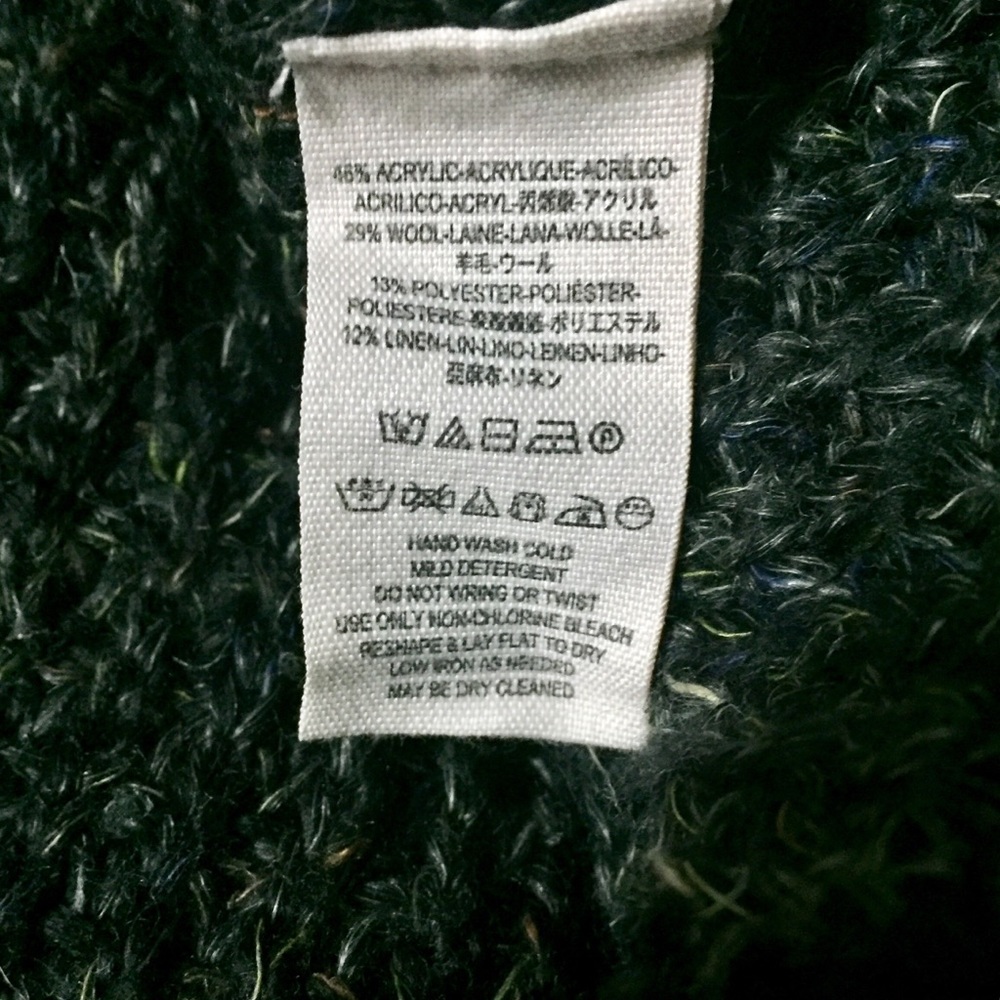 46% ACRYLIC-ACRYLIQUE-ACRÍLICO-
ACRILICO-ACRYL-丙烯酸-アクリル
29% WOOL-LAINE-LANA-WOLLE-LÃ-
羊毛-ウール
13% POLYESTER-POLIÉSTER-
POLIESTERE-聚酯纖維-ポリエステル
12% LINEN-LIN-LINO-LEINEN-LINHO-
亞麻布-リネン
HAND WASH COLD
MILD DETERGENT
DO NOT WRING OR TWIST
USE ONLY NON-CHLORINE BLEACH
RESHAPE & LAY FLAT TO DRY
LOW IRON AS NEEDED
MAY BE DRY CLEANED